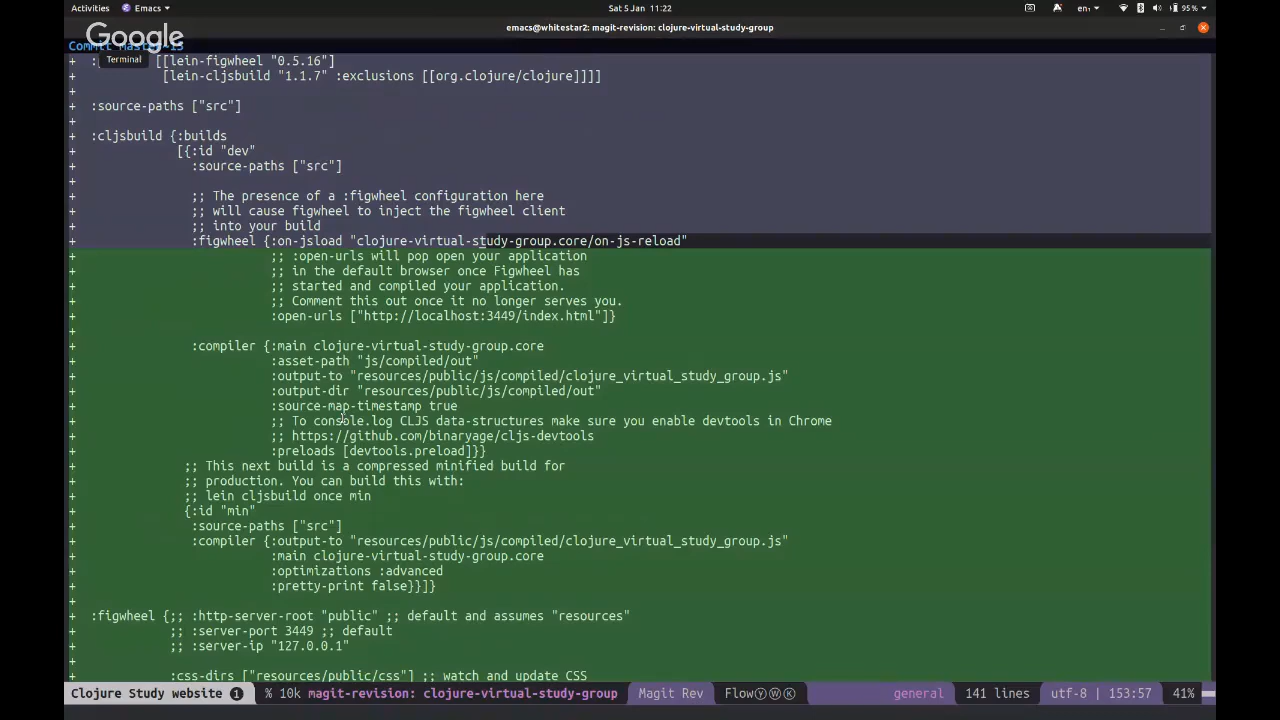 Activities Emacs Sat 5 Jan 11:22 en₁ 95%
emacs@whitestar2: magit-revision: clojure-virtual-study-group
Google
Commit master~13
Terminal
+ : [[lein-figwheel "0.5.16"]
+ [lein-cljsbuild "1.1.7" :exclusions [[org.clojure/clojure]]]]
+
+ :source-paths ["src"]
+
+ :cljsbuild {:builds
+ [{:id "dev"
+ :source-paths ["src"]
+
+ ;; The presence of a :figwheel configuration here
+ ;; will cause figwheel to inject the figwheel client
+ ;; into your build
+ :figwheel {:on-jsload "clojure-virtual-study-group.core/on-js-reload"
+ ;; :open-urls will pop open your application
+ ;; in the default browser once Figwheel has
+ ;; started and compiled your application.
+ ;; Comment this out once it no longer serves you.
+ :open-urls ["http://localhost:3449/index.html"]}
+
+ :compiler {:main clojure-virtual-study-group.core
+ :asset-path "js/compiled/out"
+ :output-to "resources/public/js/compiled/clojure_virtual_study_group.js"
+ :output-dir "resources/public/js/compiled/out"
+ :source-map-timestamp true
+ ;; To console.log CLJS data-structures make sure you enable devtools in Chrome
+ ;; https://github.com/binaryage/cljs-devtools
+ :preloads [devtools.preload]}}
+ ;; This next build is a compressed minified build for
+ ;; production. You can build this with:
+ ;; lein cljsbuild once min
+ {:id "min"
+ :source-paths ["src"]
+ :compiler {:output-to "resources/public/js/compiled/clojure_virtual_study_group.js"
+ :main clojure-virtual-study-group.core
+ :optimizations :advanced
+ :pretty-print false}}]}
+
+ :figwheel {;; :http-server-root "public" ;; default and assumes "resources"
+ ;; :server-port 3449 ;; default
+ ;; :server-ip "127.0.0.1"
+
+ :css-dirs ["resources/public/css"] ;; watch and update CSS
Clojure Study website 1 % 10k magit-revision: clojure-virtual-study-group Magit Rev FlowⓎⓌⓀ general 141 lines utf-8 | 153:57 41%